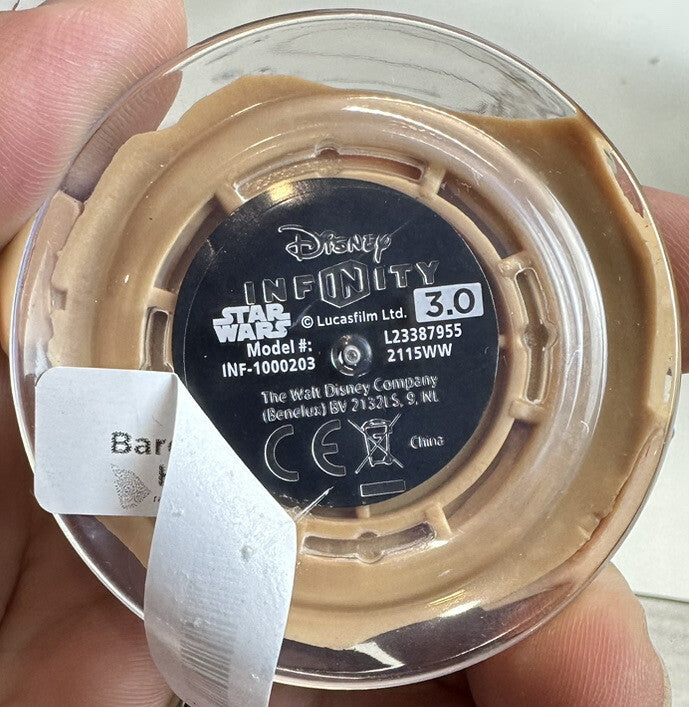 Disney
INFINITY
3.0
STAR
WARS
© Lucasfilm Ltd.
Model #: L23387955
INF-1000203 2115WW
The Walt Disney Company
(Benelux) BV 2132LS, 9, NL
CE China
Bar